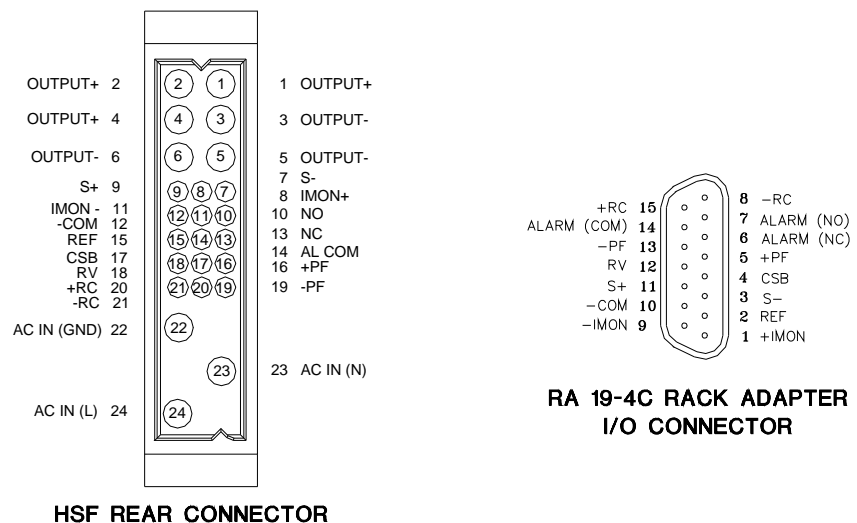 OUTPUT+ 2
OUTPUT+ 4
OUTPUT- 6
S+ 9
IMON - 11
-COM 12
REF 15
CSB 17
RV 18
+RC 20
-RC 21
AC IN (GND) 22
AC IN (L) 24
2 1
4 3
6 5
9 8 7
12 11 10
15 14 13
18 17 16
21 20 19
22
23
24
1 OUTPUT+
3 OUTPUT-
5 OUTPUT-
7 S-
8 IMON+
10 NO
13 NC
14 AL COM
16 +PF
19 -PF
23 AC IN (N)
HSF REAR CONNECTOR
+RC 15
ALARM (COM) 14
-PF 13
RV 12
S+ 11
-COM 10
-IMON 9
8 -RC
7 ALARM (NO)
6 ALARM (NC)
5 +PF
4 CSB
3 S-
2 REF
1 +IMON
RA 19-4C RACK ADAPTER
I/O CONNECTOR